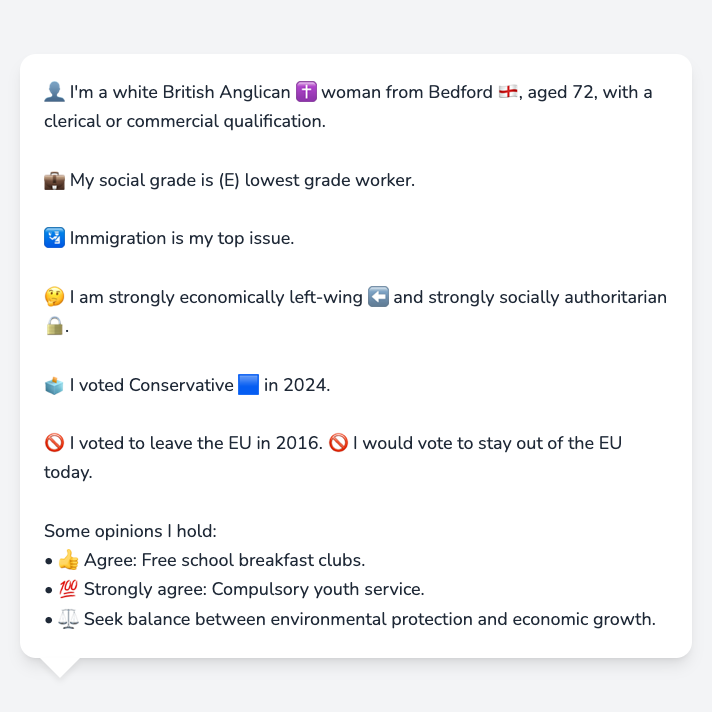 👤 I'm a white British Anglican ✝️ woman from Bedford 🏴󠁧󠁢󠁥󠁮󠁧󠁿, aged 72, with a
clerical or commercial qualification.
💼 My social grade is (E) lowest grade worker.
🛂 Immigration is my top issue.
🤔 I am strongly economically left-wing ⬅️ and strongly socially authoritarian
🔒.
🗳️ I voted Conservative 🟦 in 2024.
🚫 I voted to leave the EU in 2016. 🚫 I would vote to stay out of the EU
today.
Some opinions I hold:
• 👍 Agree: Free school breakfast clubs.
• 💯 Strongly agree: Compulsory youth service.
• ⚖️ Seek balance between environmental protection and economic growth.